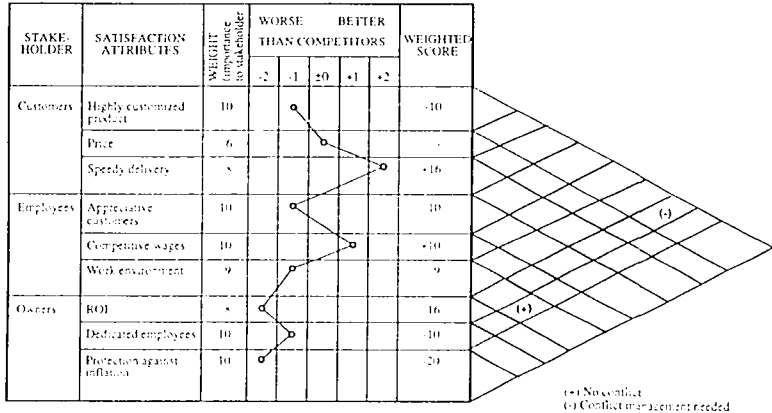 STAKE-
HOLDER
SATISFACTION
ATTRIBUTES
WEIGHT
(importance
to stakeholder
WORSE BETTER
THAN COMPETITORS
-2 -1 ±0 +1 +2
WEIGHTED
SCORE
Customers Highly customized
product 10 -10
Price 6 -
Speedy delivery 8 +16
Employees Appreciative
customers 10 10
Competitive wages 10 +10
Work environment 9 9
Owners ROI 8 16
Dedicated employees 10 -10
Protection against
inflation 10 -20
(-)
(+)
(+) No conflict
(-) Conflict management needed